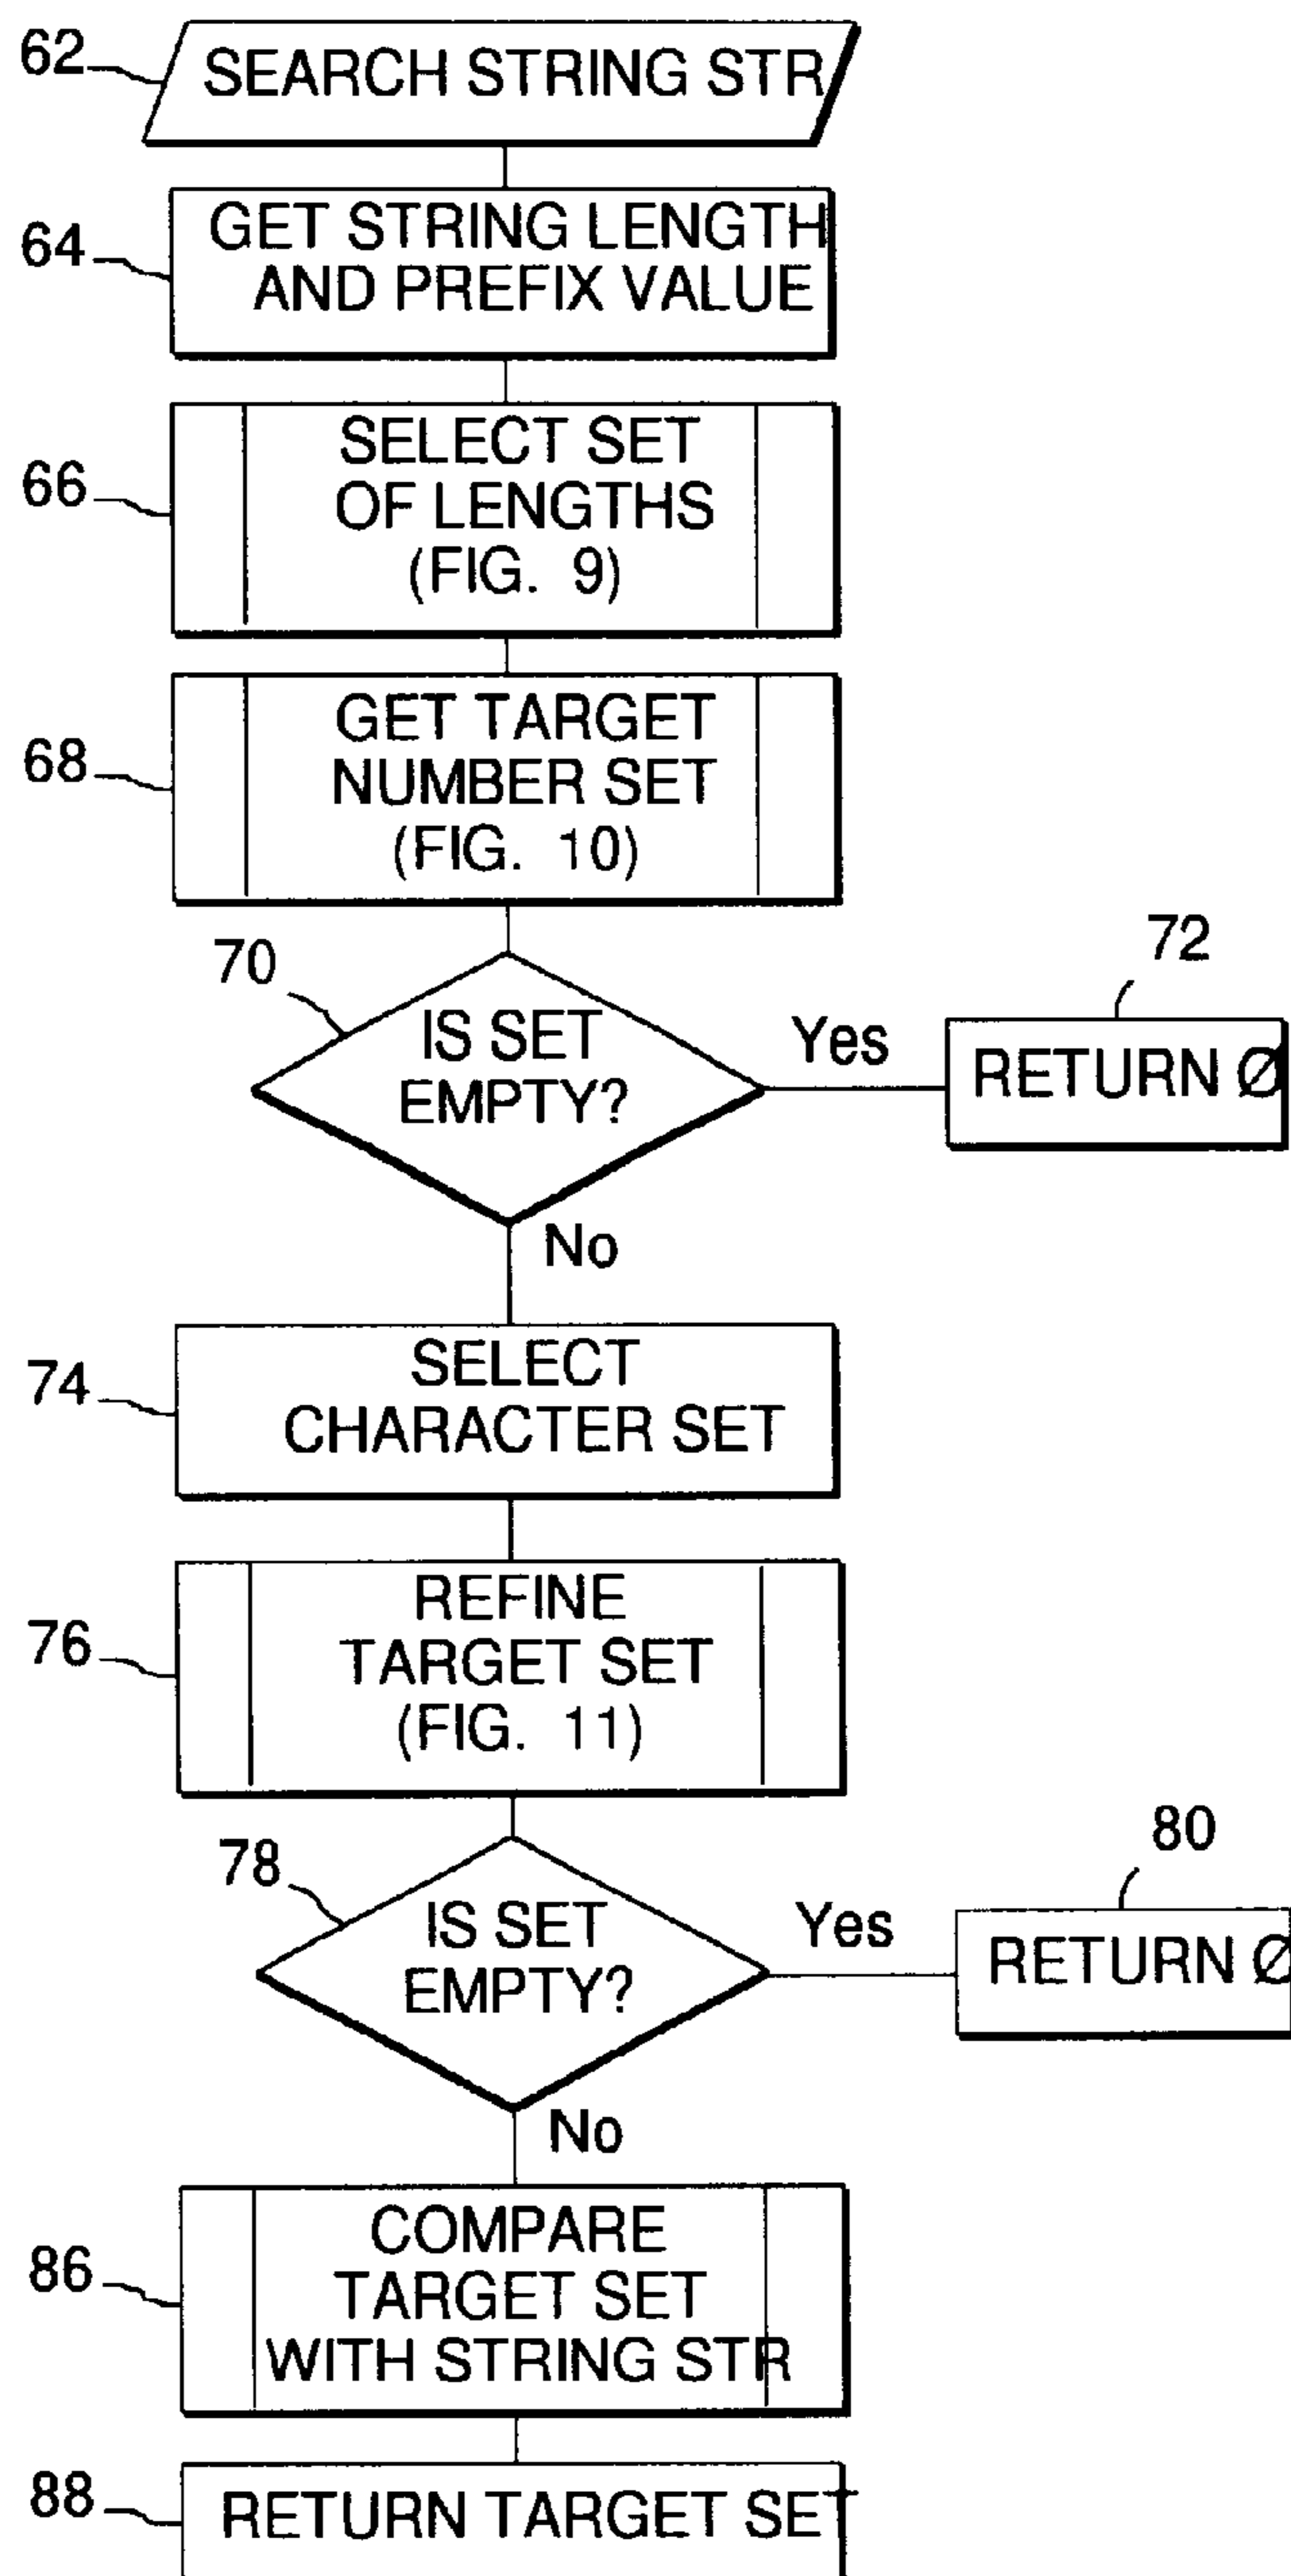 62
SEARCH STRING STR
64
GET STRING LENGTH
AND PREFIX VALUE
66
SELECT SET
OF LENGTHS
(FIG. 9)
68
GET TARGET
NUMBER SET
(FIG. 10)
70
IS SET
EMPTY?
Yes
72
RETURN Ø
No
74
SELECT
CHARACTER SET
76
REFINE
TARGET SET
(FIG. 11)
78
IS SET
EMPTY?
Yes
80
RETURN Ø
No
86
COMPARE
TARGET SET
WITH STRING STR
88
RETURN TARGET SET